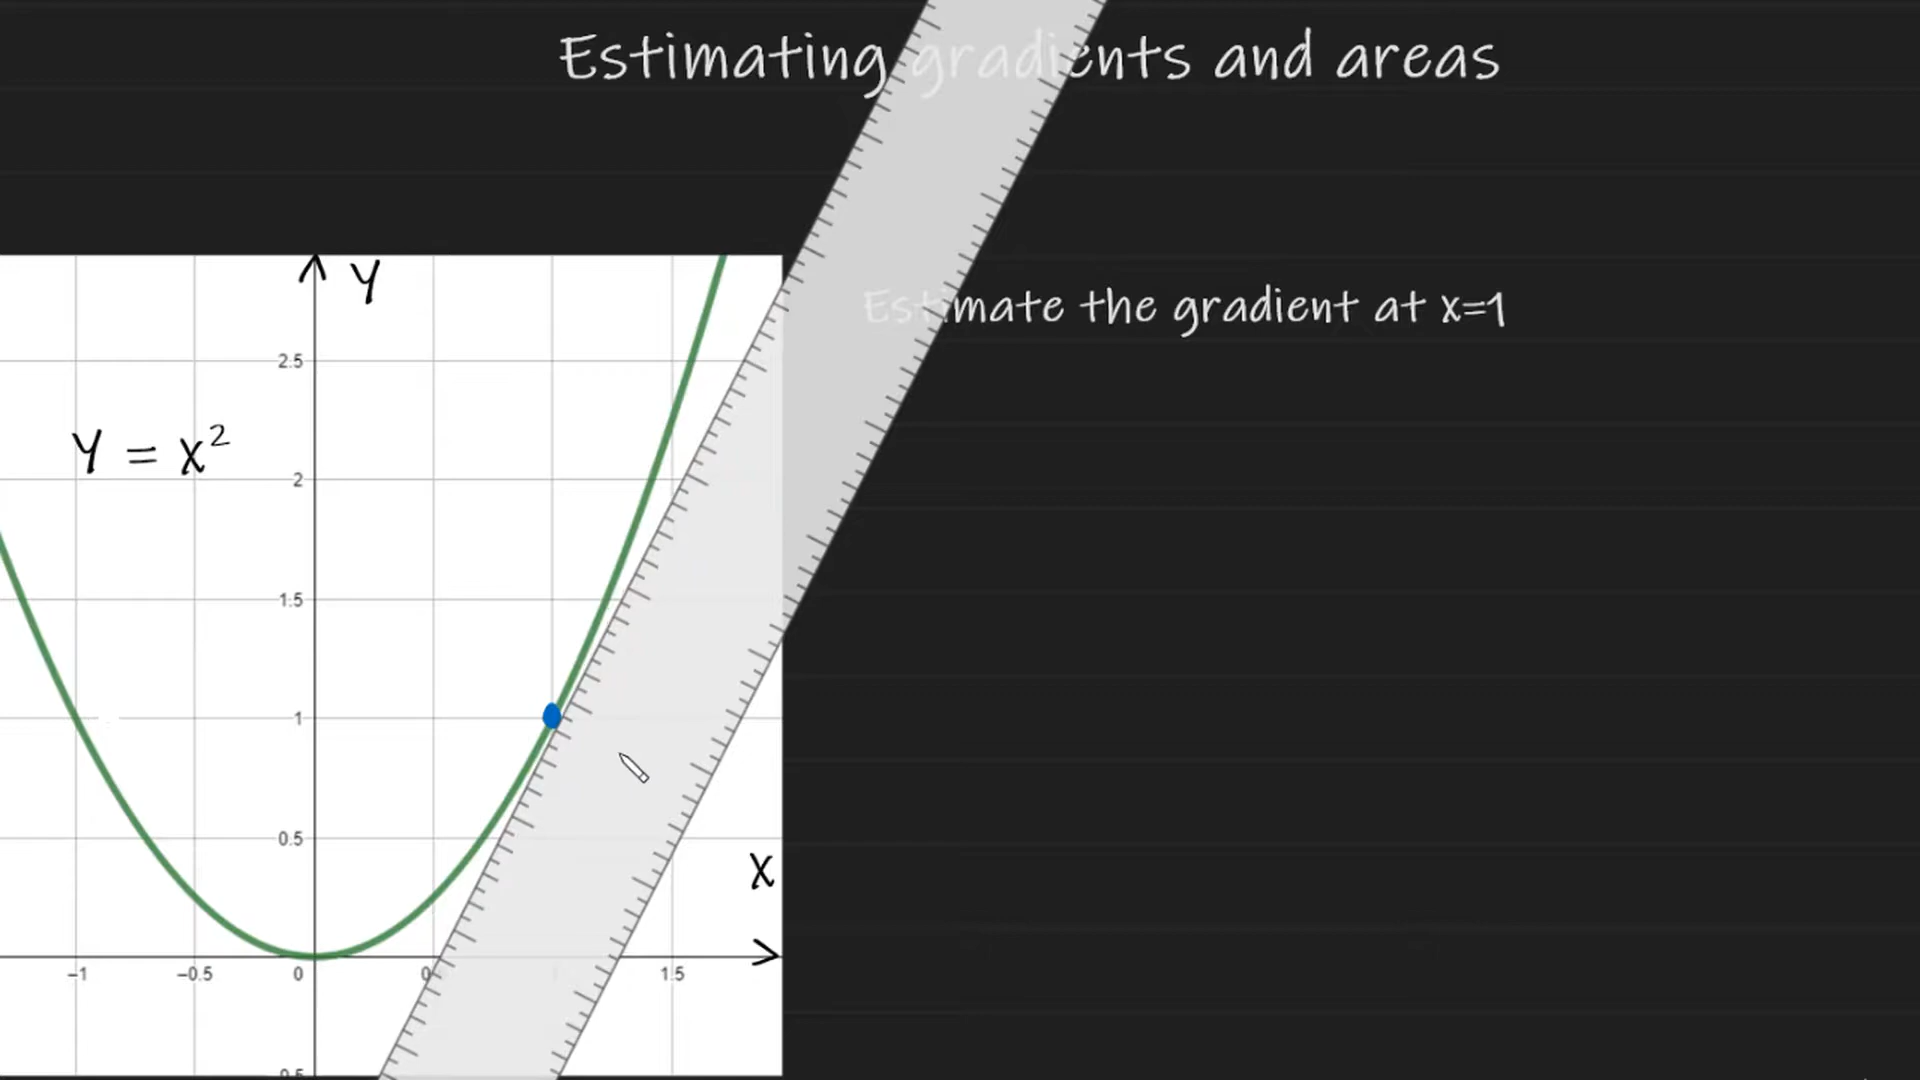 Estimating gradients and areas
Y
Estimate the gradient at x=1
2.5
Y = x²
2
1.5
1
0.5
X
−1 −0.5 0 1.5